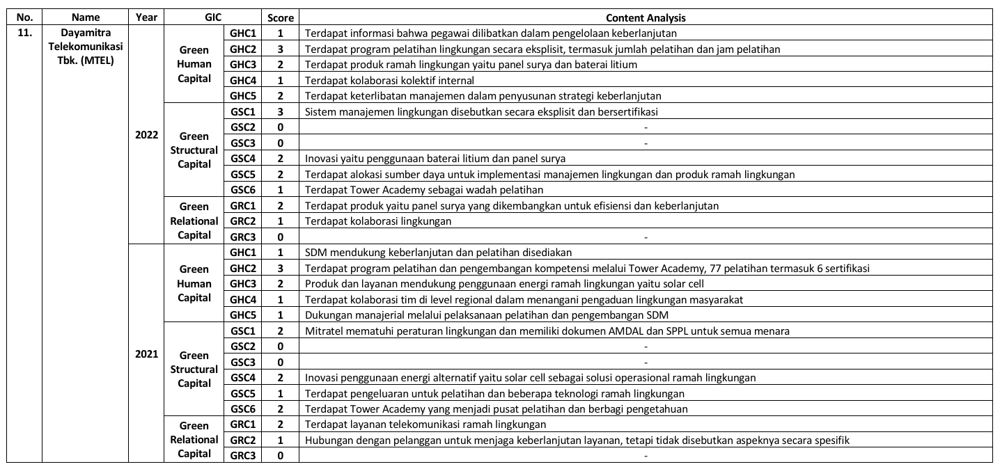 No. Name Year GIC Score Content Analysis
11. Dayamitra Telekomunikasi Tbk. (MTEL)
2022
Green Human Capital
GHC1 1 Terdapat informasi bahwa pegawai dilibatkan dalam pengelolaan keberlanjutan
GHC2 3 Terdapat program pelatihan lingkungan secara eksplisit, termasuk jumlah pelatihan dan jam pelatihan
GHC3 2 Terdapat produk ramah lingkungan yaitu panel surya dan baterai litium
GHC4 1 Terdapat kolaborasi kolektif internal
GHC5 2 Terdapat keterlibatan manajemen dalam penyusunan strategi keberlanjutan
Green Structural Capital
GSC1 3 Sistem manajemen lingkungan disebutkan secara eksplisit dan bersertifikasi
GSC2 0 -
GSC3 0 -
GSC4 2 Inovasi yaitu penggunaan baterai litium dan panel surya
GSC5 2 Terdapat alokasi sumber daya untuk implementasi manajemen lingkungan dan produk ramah lingkungan
GSC6 1 Terdapat Tower Academy sebagai wadah pelatihan
Green Relational Capital
GRC1 2 Terdapat produk yaitu panel surya yang dikembangkan untuk efisiensi dan keberlanjutan
GRC2 1 Terdapat kolaborasi lingkungan
GRC3 0 -
2021
Green Human Capital
GHC1 1 SDM mendukung keberlanjutan dan pelatihan disediakan
GHC2 3 Terdapat program pelatihan dan pengembangan kompetensi melalui Tower Academy, 77 pelatihan termasuk 6 sertifikasi
GHC3 2 Produk dan layanan mendukung penggunaan energi ramah lingkungan yaitu solar cell
GHC4 1 Terdapat kolaborasi tim di level regional dalam menangani pengaduan lingkungan masyarakat
GHC5 1 Dukungan manajerial melalui pelaksanaan pelatihan dan pengembangan SDM
Green Structural Capital
GSC1 2 Mitratel mematuhi peraturan lingkungan dan memiliki dokumen AMDAL dan SPPL untuk semua menara
GSC2 0 -
GSC3 0 -
GSC4 2 Inovasi penggunaan energi alternatif yaitu solar cell sebagai solusi operasional ramah lingkungan
GSC5 1 Terdapat pengeluaran untuk pelatihan dan beberapa teknologi ramah lingkungan
GSC6 2 Terdapat Tower Academy yang menjadi pusat pelatihan dan berbagi pengetahuan
Green Relational Capital
GRC1 2 Terdapat layanan telekomunikasi ramah lingkungan
GRC2 1 Hubungan dengan pelanggan untuk menjaga keberlanjutan layanan, tetapi tidak disebutkan aspeknya secara spesifik
GRC3 0 -